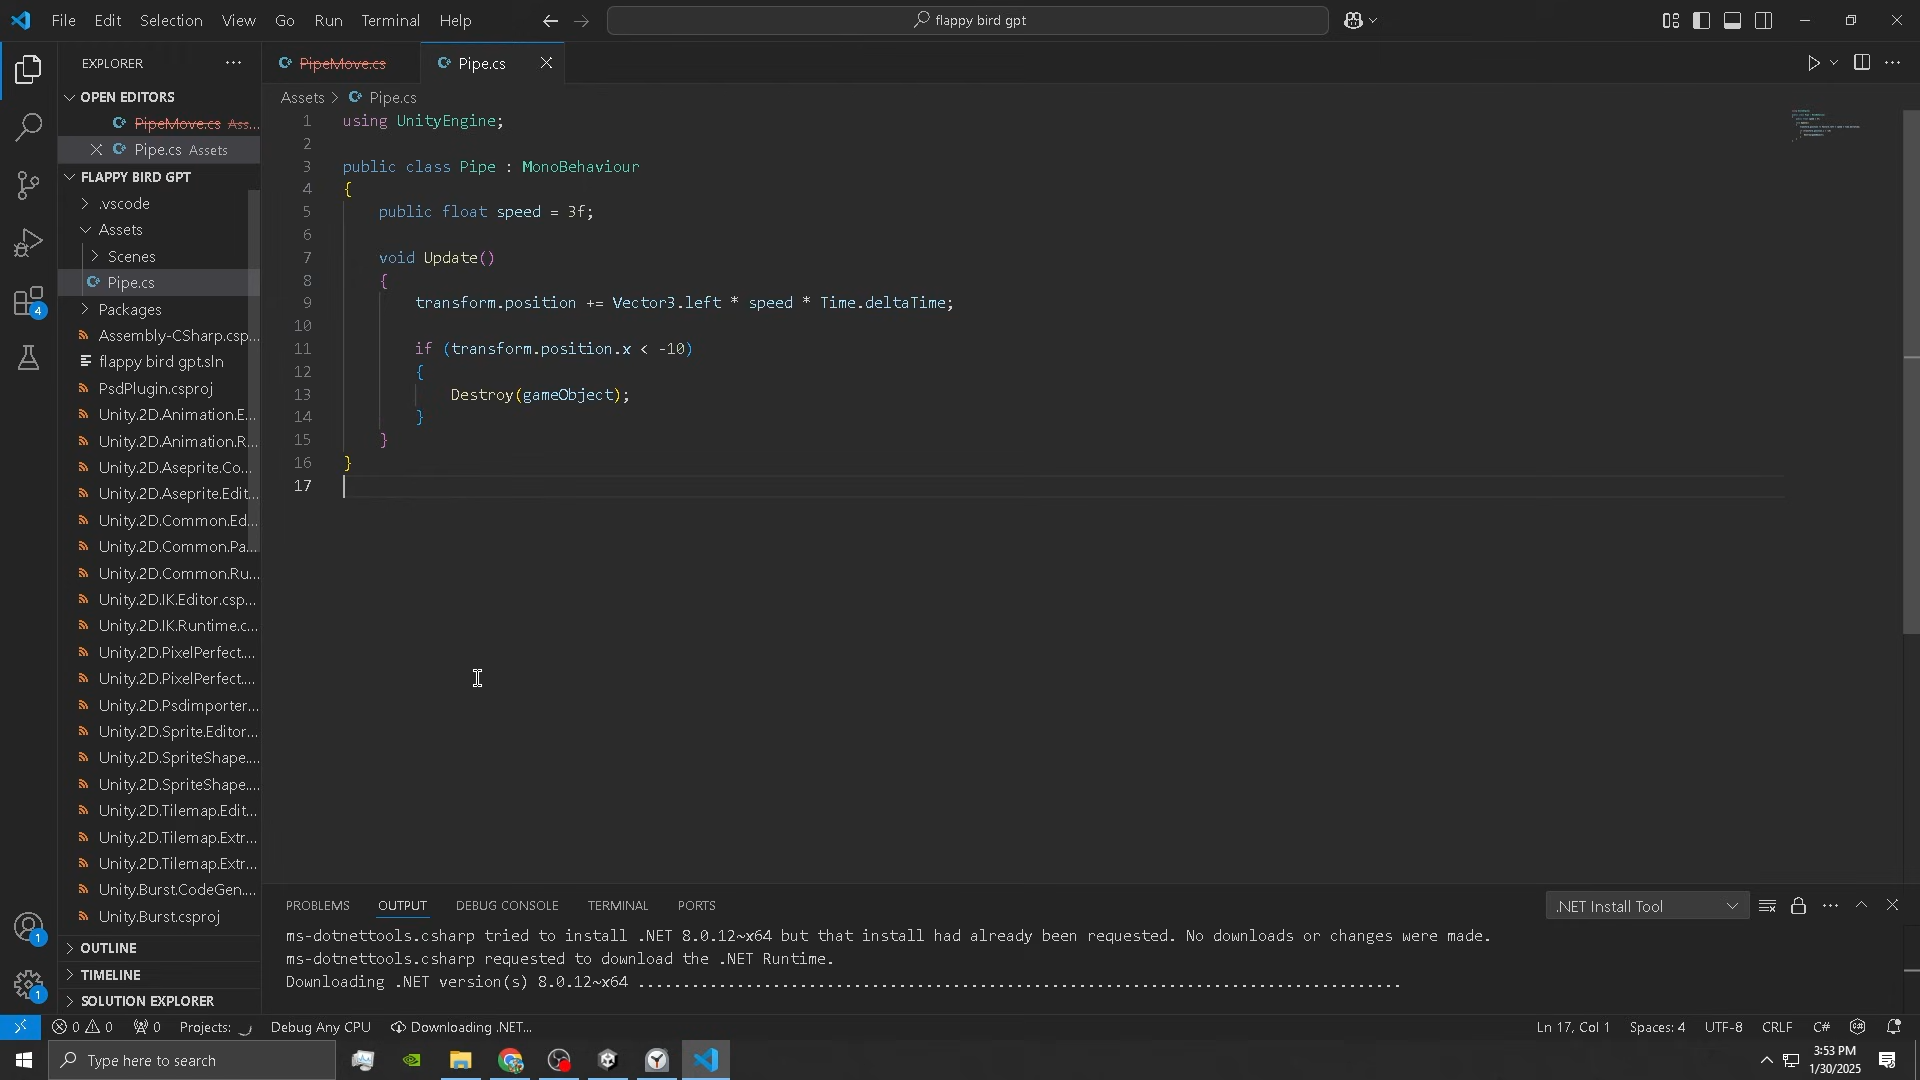 File Edit Selection View Go Run Terminal Help
flappy bird gpt
EXPLORER
OPEN EDITORS
PipeMove.cs Ass...
Pipe.cs Assets
FLAPPY BIRD GPT
.vscode
Assets
Scenes
Pipe.cs
Packages
Assembly-CSharp.csp...
flappy bird gpt.sln
PsdPlugin.csproj
Unity.2D.Animation.E...
Unity.2D.Animation.R...
Unity.2D.Aseprite.Co...
Unity.2D.Aseprite.Edit...
Unity.2D.Common.Ed...
Unity.2D.Common.Pa...
Unity.2D.Common.Ru...
Unity.2D.IK.Editor.csp...
Unity.2D.IK.Runtime.c...
Unity.2D.PixelPerfect....
Unity.2D.PixelPerfect....
Unity.2D.Psdimporter...
Unity.2D.Sprite.Editor...
Unity.2D.SpriteShape....
Unity.2D.SpriteShape....
Unity.2D.Tilemap.Edit...
Unity.2D.Tilemap.Extr...
Unity.2D.Tilemap.Extr...
Unity.Burst.CodeGen....
Unity.Burst.csproj
OUTLINE
TIMELINE
SOLUTION EXPLORER
4
1
1
PipeMove.cs
Pipe.cs
Assets > Pipe.cs
1 using UnityEngine;
2
3 public class Pipe : MonoBehaviour
4 {
5 public float speed = 3f;
6
7 void Update()
8 {
9 transform.position += Vector3.left * speed * Time.deltaTime;
10
11 if (transform.position.x < -10)
12 {
13 Destroy(gameObject);
14 }
15 }
16 }
17
PROBLEMS OUTPUT DEBUG CONSOLE TERMINAL PORTS
.NET Install Tool
ms-dotnettools.csharp tried to install .NET 8.0.12~x64 but that install had already been requested. No downloads or changes were made.
ms-dotnettools.csharp requested to download the .NET Runtime.
Downloading .NET version(s) 8.0.12~x64 .....................................................................................
0 0 0 Projects: Debug Any CPU Downloading .NET... Ln 17, Col 1 Spaces: 4 UTF-8 CRLF C#
Type here to search
3:53 PM
1/30/2025